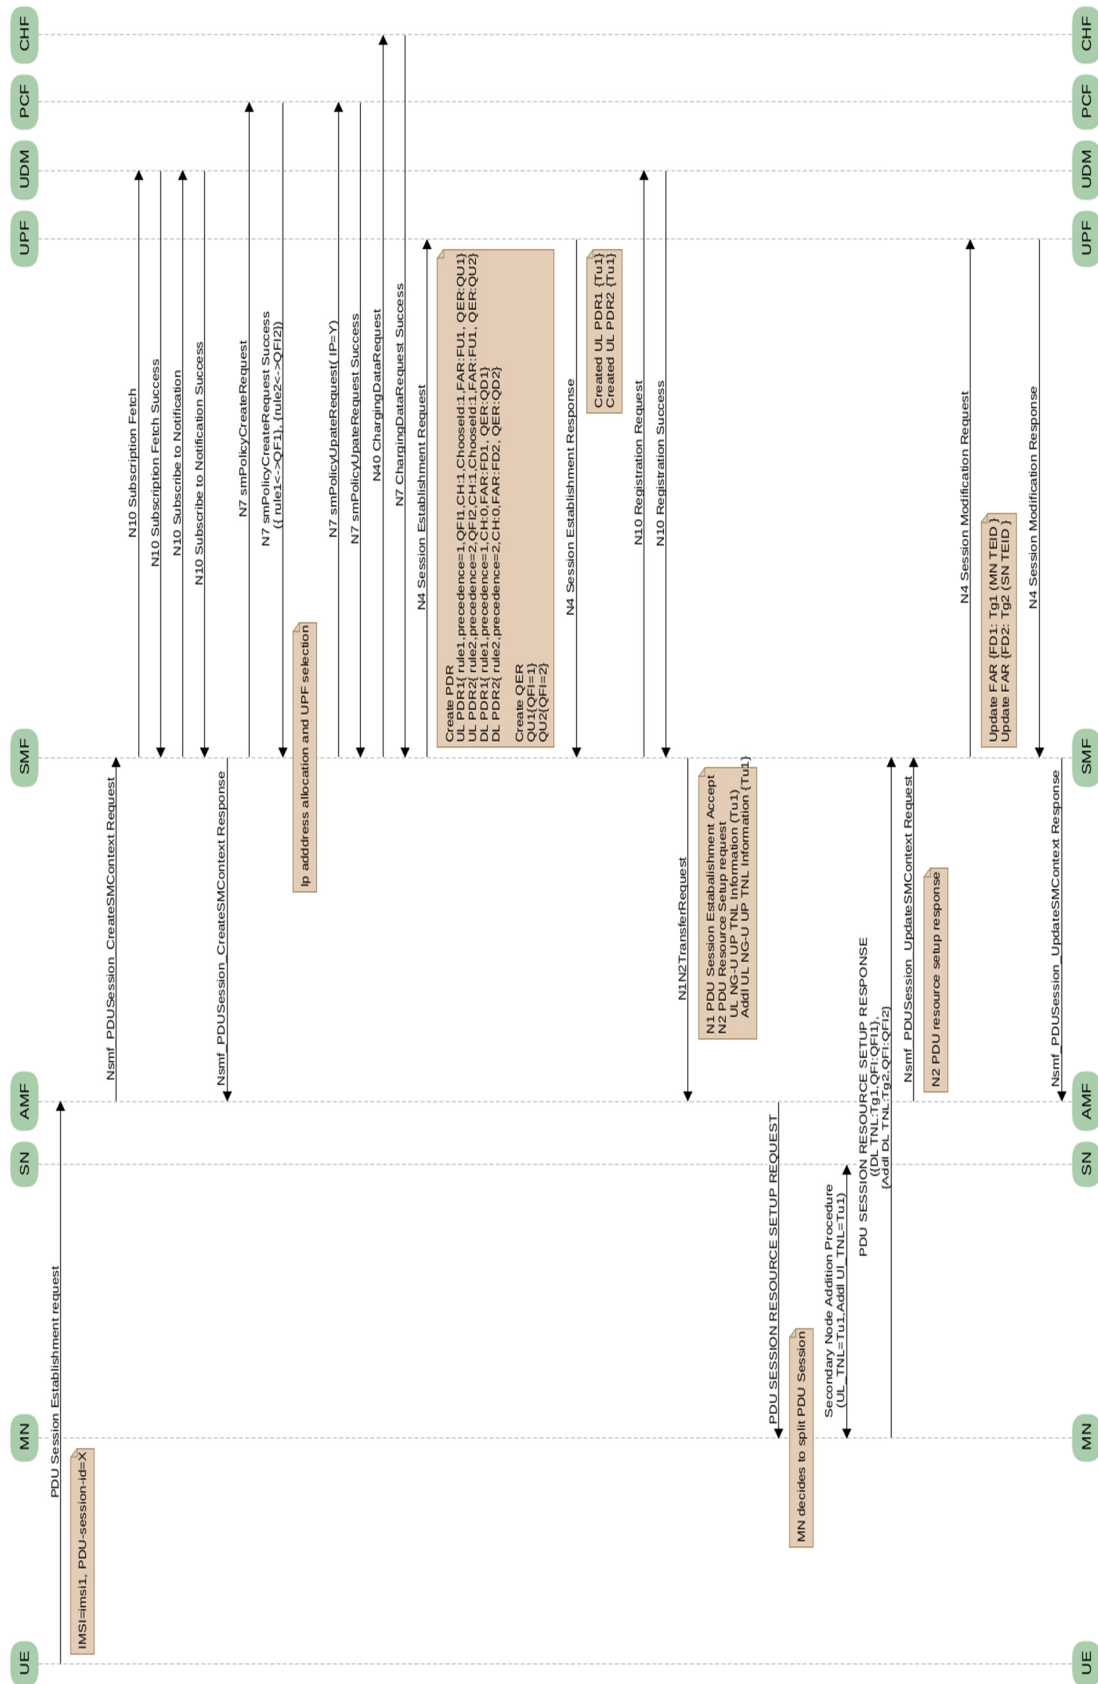 UE
MN
SN
AMF
SMF
UPF
UDM
PCF
CHF
PDU Session Establishment request
IMSI=imsi1, PDU-session-id=X
Nsmf_PDUSession_CreateSMContext Request
N10 Subscription Fetch
N10 Subscription Fetch Success
N10 Subscribe to Notification
N10 Subscribe to Notification Success
Nsmf_PDUSession_CreateSMContext Response
N7 smPolicyCreateRequest
N7 smPolicyCreateRequest Success
({ rule1<->QF1}, {rule2<->QFI2})
Ip adddress allocation and UPF selection
N7 smPolicyUpateRequest( IP=Y)
N7 smPolicyUpateRequest Success
N40 ChargingDataRequest
N7 ChargingDataRequest Success
N4 Session Establishment Request
Create PDR
UL PDR1{ rule1,precedence=1,QFI1,CH:1,ChooseId:1,FAR:FU1, QER:QU1}
UL PDR2{ rule2,precedence=2,QFI2,CH:1,ChooseId:1,FAR:FU1, QER:QU2}
DL PDR1{ rule1,precedence=1,CH:0,FAR:FD1, QER:QD1}
DL PDR2{ rule2,precedence=2,CH:0,FAR:FD2, QER:QD2}
Create QER
QU1{QFI=1}
QU2{QFI=2}
N4 Session Establishment Response
Created UL PDR1 {Tu1}
Created UL PDR2 {Tu1}
N10 Registration Request
N10 Registration Success
N1N2TransferRequest
N1 PDU Session Establishment Accept
N2 PDU Resource Setup request
UL NG-U UP TNL Information (Tu1)
Addl UL NG-U UP TNL Information {Tu1}
PDU SESSION RESOURCE SETUP REQUEST
MN decides to split PDU Session
Secondary Node Addition Procedure
(UL_TNL=Tu1,Addl Ul_TNL=Tu1)
PDU SESSION RESOURCE SETUP RESPONSE
({DL TNL:Tg1,QFI:QFI1},
{Addl DL TNL:Tg2,QFI:QFI2}
Nsmf_PDUSession_UpdateSMContext Request
N2 PDU resource setup response
N4 Session Modification Request
Update FAR {FD1: Tg1 (MN TEID }
Update FAR {FD2: Tg2 (SN TEID }
N4 Session Modification Response
Nsmf_PDUSession_UpdateSMContext Response
UE
MN
SN
AMF
SMF
UPF
UDM
PCF
CHF